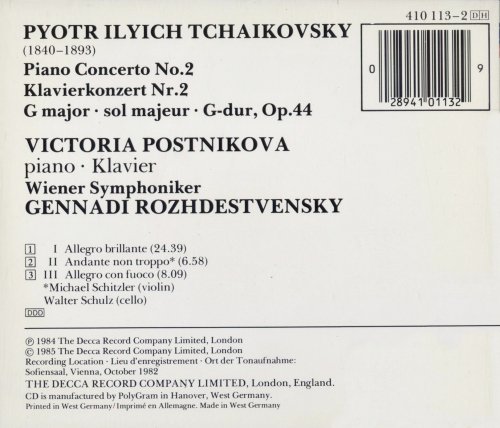 PYOTR ILYICH TCHAIKOVSKY
410 113-2 DH
(1840–1893)
Piano Concerto No.2
Klavierkonzert Nr.2
G major · sol majeur · G-dur, Op.44
0 28941 01132 9
VICTORIA POSTNIKOVA
piano · Klavier
Wiener Symphoniker
GENNADI ROZHDESTVENSKY
1 I Allegro brillante (24.39)
2 II Andante non troppo* (6.58)
3 III Allegro con fuoco (8.09)
*Michael Schitzler (violin)
Walter Schulz (cello)
DDD
℗ 1984 The Decca Record Company Limited, London
© 1985 The Decca Record Company Limited, London
Recording Location · Lieu d'enregistrement · Ort der Tonaufnahme:
Sofiensaal, Vienna, October 1982
THE DECCA RECORD COMPANY LIMITED, London, England.
CD is manufactured by PolyGram in Hanover, West Germany.
Printed in West Germany/Imprimé en Allemagne. Made in West Germany